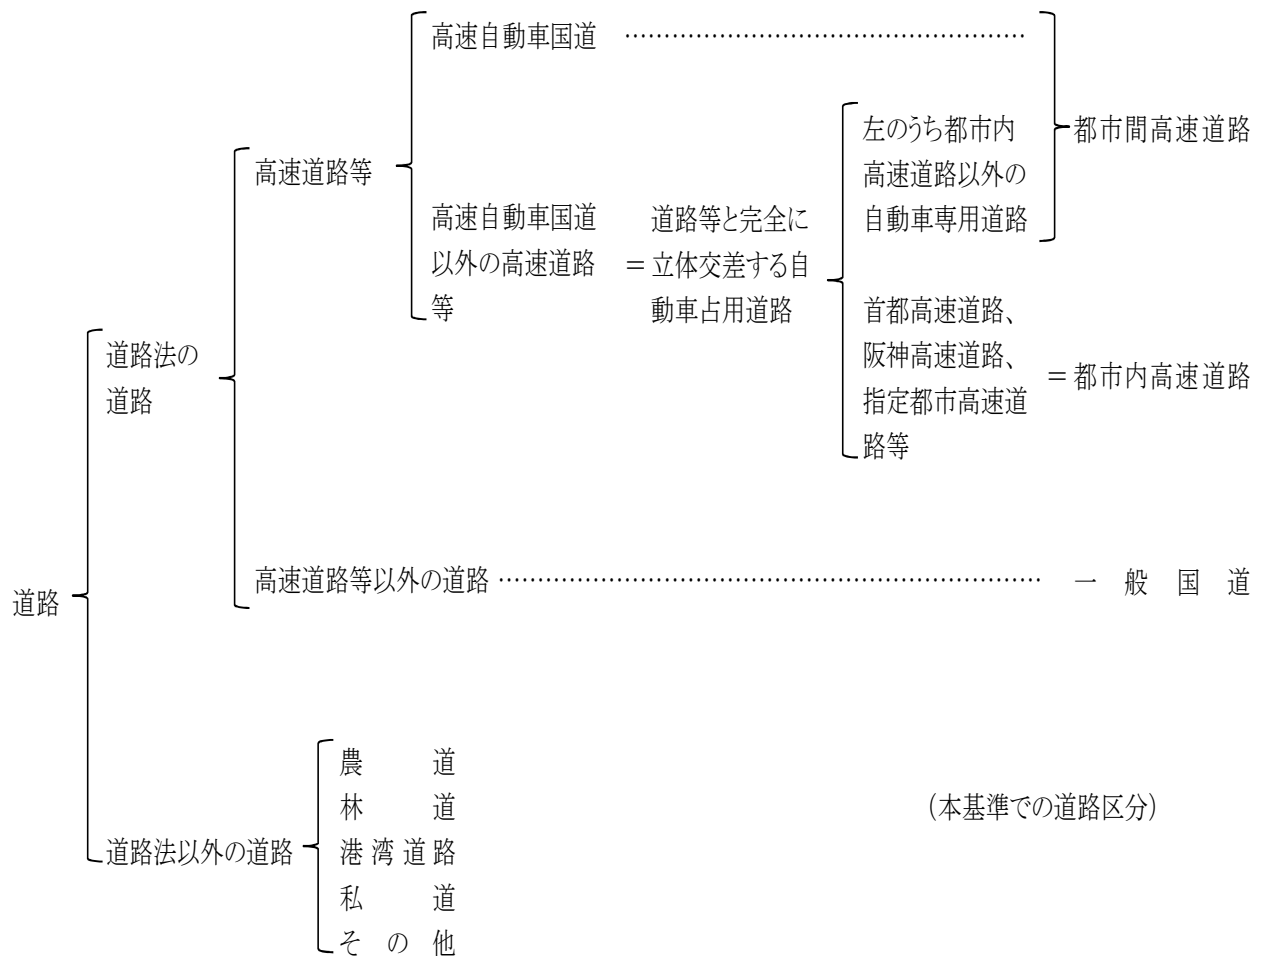 高速自動車国道 ……………………………………………
左のうち都市内
高速道路以外の
自動車専用道路
都市間高速道路
高速道路等
高速自動車国道
以外の高速道路
等
道路等と完全に
＝立体交差する自
動車占用道路
首都高速道路、
阪神高速道路、
指定都市高速道
路等
＝都市内高速道路
道路法の
道路
高速道路等以外の道路 …………………………………………………………… 一般国道
道路
農道
林道
道路法以外の道路
港湾道路
私道
その他
（本基準での道路区分）